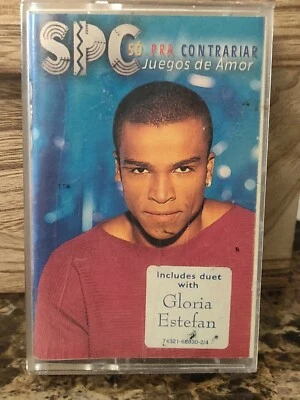 SPC SÓ PRA CONTRARIAR
Juegos de Amor
includes duet
with
Gloria
Estefan